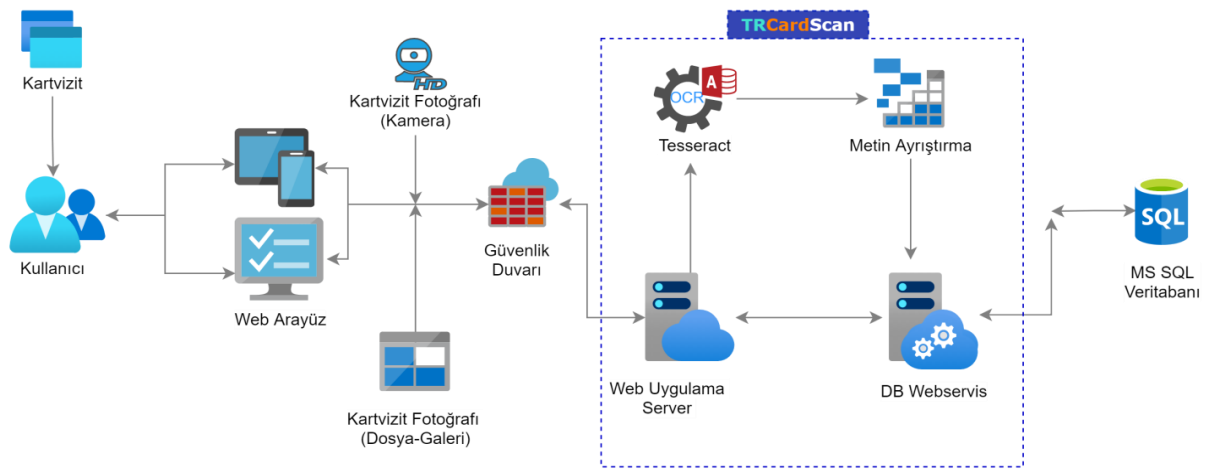 TRCardScan
Kartvizit
HD
Kartvizit Fotoğrafı
(Kamera)
OCR
A
Tesseract
Metin Ayrıştırma
Kullanıcı
Web Arayüz
Güvenlik
Duvarı
SQL
MS SQL
Veritabanı
Web Uygulama
Server
DB Webservis
Kartvizit Fotoğrafı
(Dosya-Galeri)